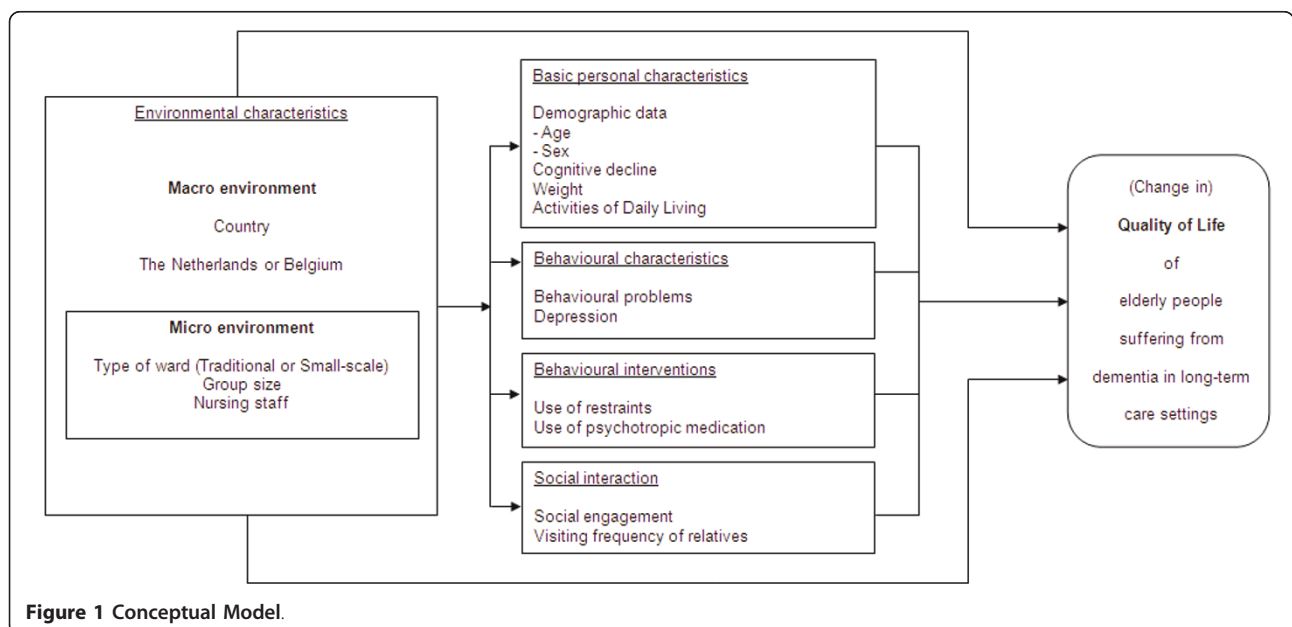 Environmental characteristics
Macro environment
Country
The Netherlands or Belgium
Micro environment
Type of ward (Traditional or Small-scale)
Group size
Nursing staff
Basic personal characteristics
Demographic data
- Age
- Sex
Cognitive decline
Weight
Activities of Daily Living
Behavioural characteristics
Behavioural problems
Depression
Behavioural interventions
Use of restraints
Use of psychotropic medication
Social interaction
Social engagement
Visiting frequency of relatives
(Change in)
Quality of Life
of
elderly people
suffering from
dementia in long-term
care settings
Figure 1 Conceptual Model.